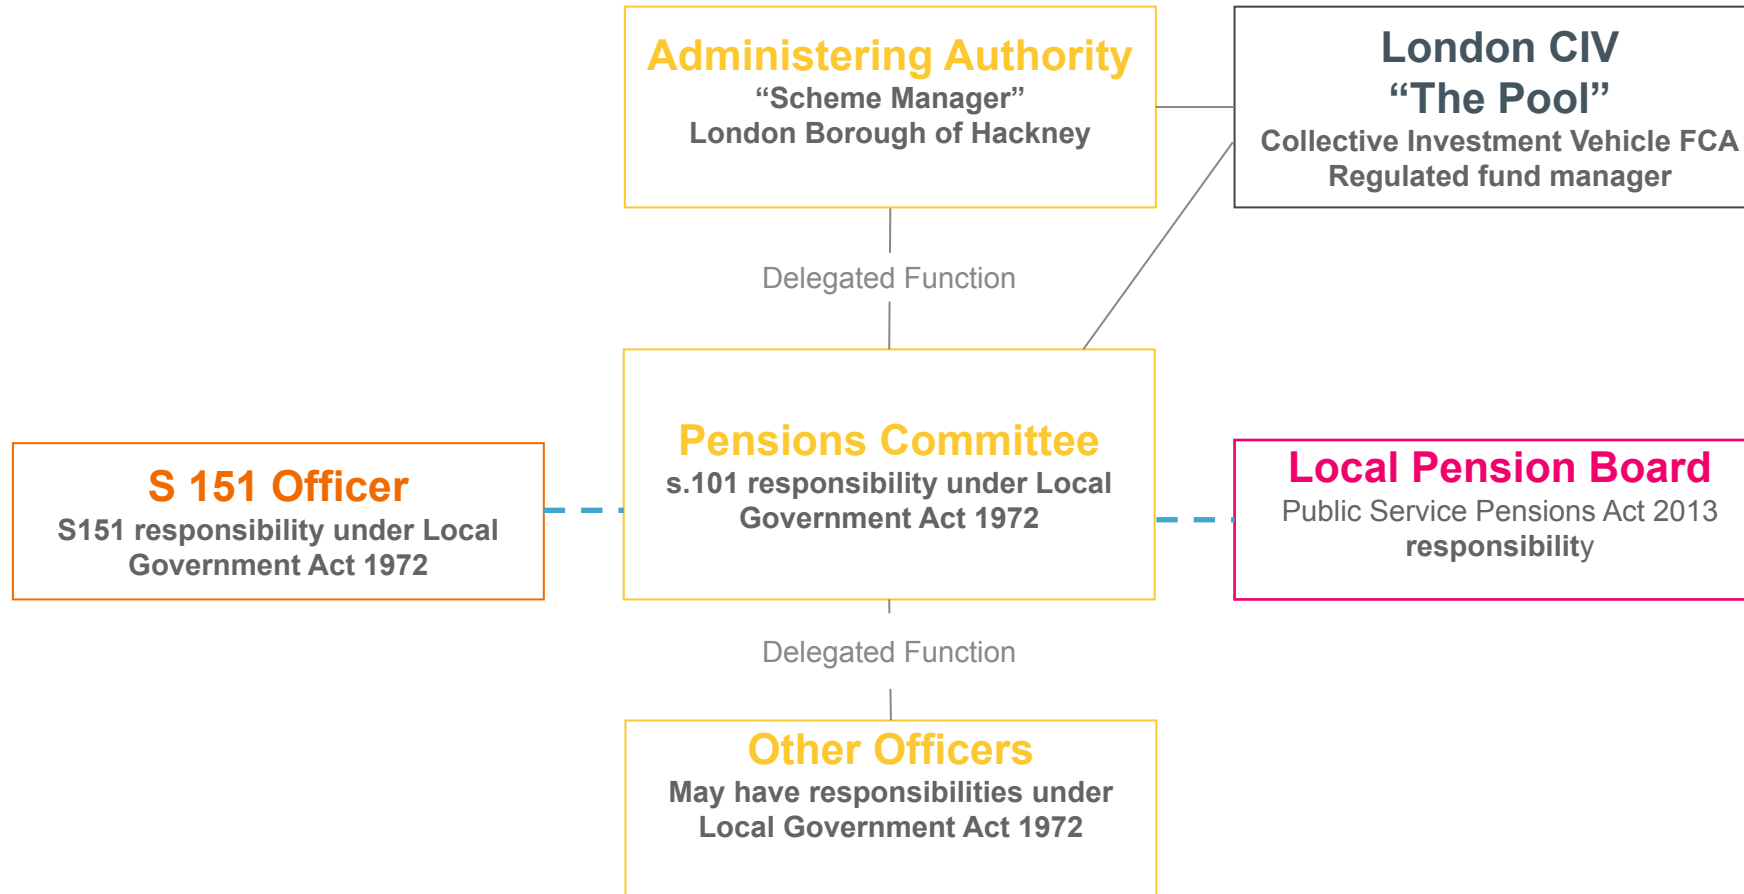 Administering Authority
“Scheme Manager”
London Borough of Hackney
London CIV
“The Pool”
Collective Investment Vehicle FCA
Regulated fund manager
Delegated Function
S 151 Officer
S151 responsibility under Local
Government Act 1972
Pensions Committee
s.101 responsibility under Local
Government Act 1972
Local Pension Board
Public Service Pensions Act 2013
responsibility
Delegated Function
Other Officers
May have responsibilities under
Local Government Act 1972